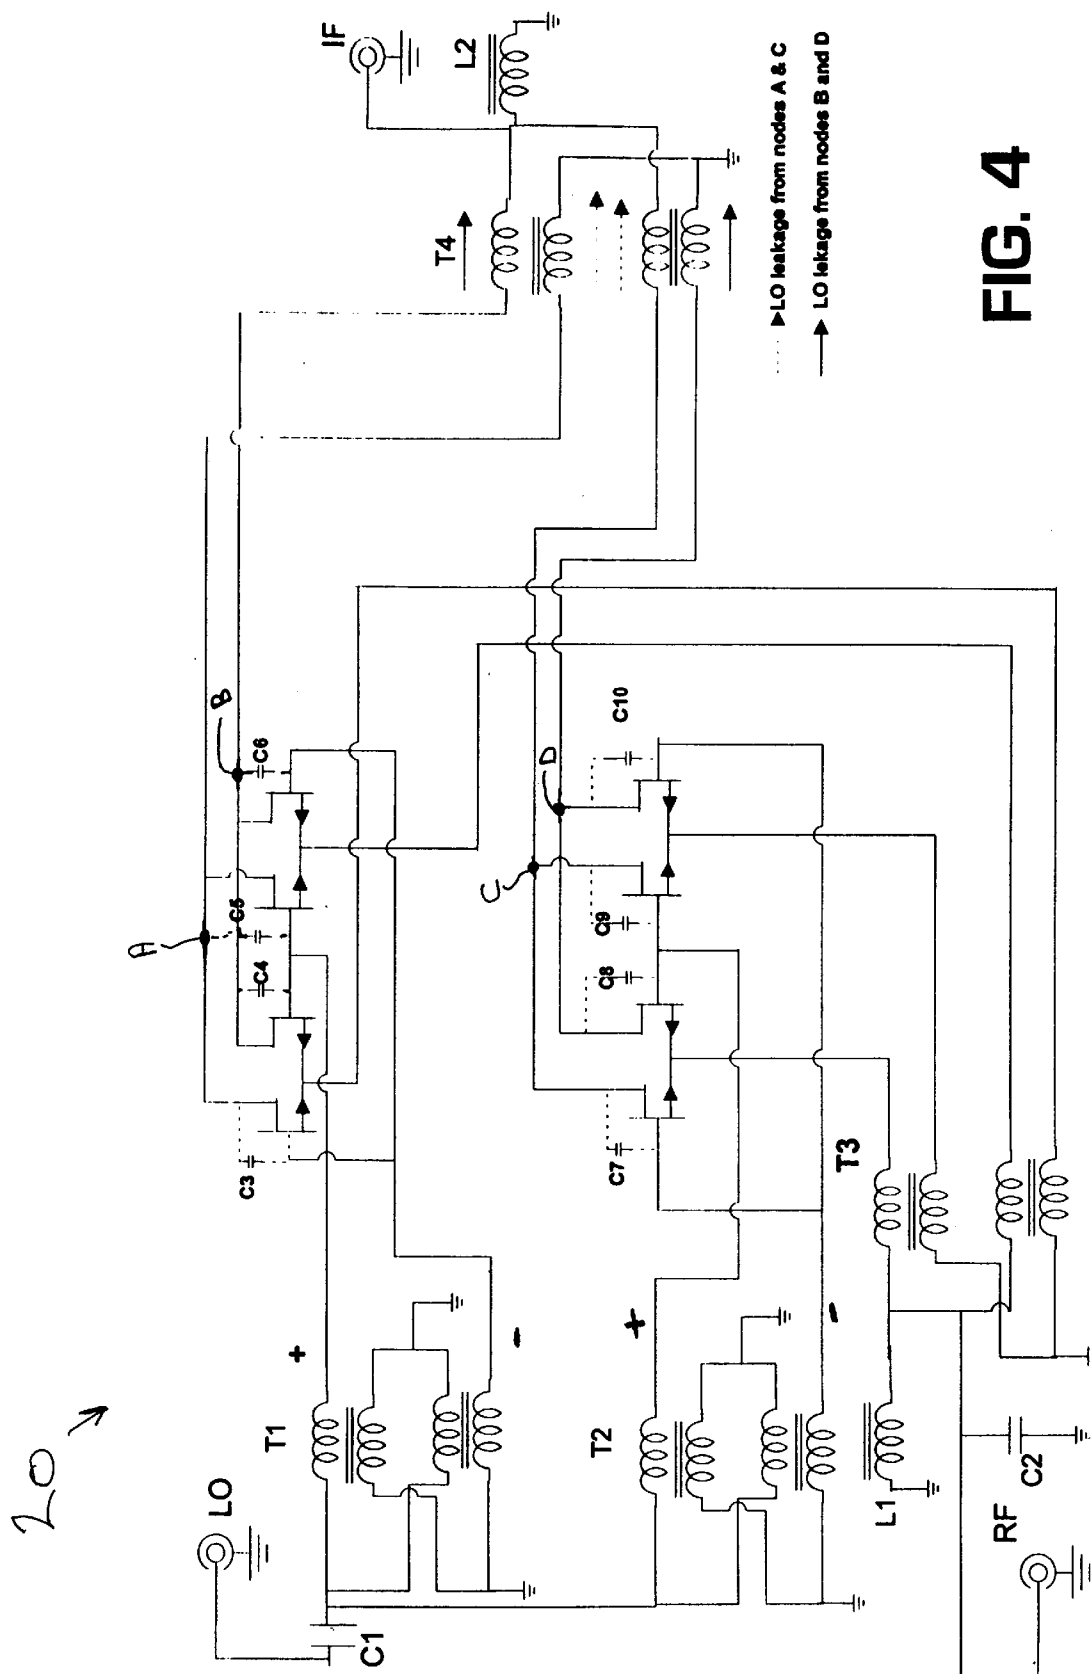 20
LO
C1
T1
+
-
T2
+
-
L1
C2
RF
T3
A
B
C
D
C3
C4
C5
C6
C7
C8
C9
C10
T4
IF
L2
LO leakage from nodes A & C
LO lekage from nodes B and D
FIG. 4